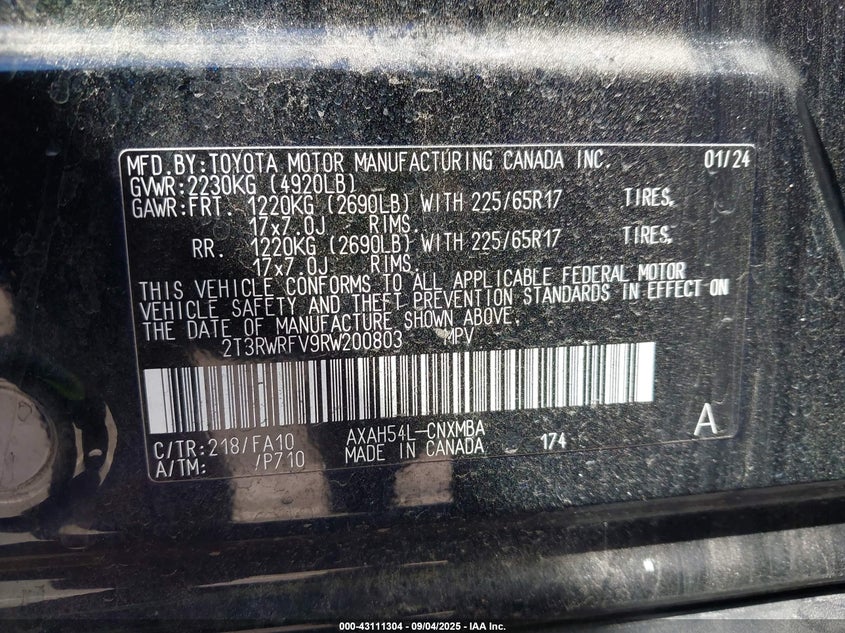 MFD.BY:TOYOTA MOTOR MANUFACTURING CANADA INC. 01/24
GVWR:2230KG (4920LB)
GAWR:FRT. 1220KG (2690LB) WITH 225/65R17 TIRES,
17x7.0J RIMS.
RR. 1220KG (2690LB) WITH 225/65R17 TIRES,
17x7.0J RIMS.
THIS VEHICLE CONFORMS TO ALL APPLICABLE FEDERAL MOTOR
VEHICLE SAFETY AND THEFT PREVENTION STANDARDS IN EFFECT ON
THE DATE OF MANUFACTURE SHOWN ABOVE.
2T3RWRFV9RW200803 MPV
C/TR:218/FA10 AXAH54L-CNXMBA 174 A
A/TM: /P710 MADE IN CANADA
000-43111304 - 09/04/2025 - IAA Inc.